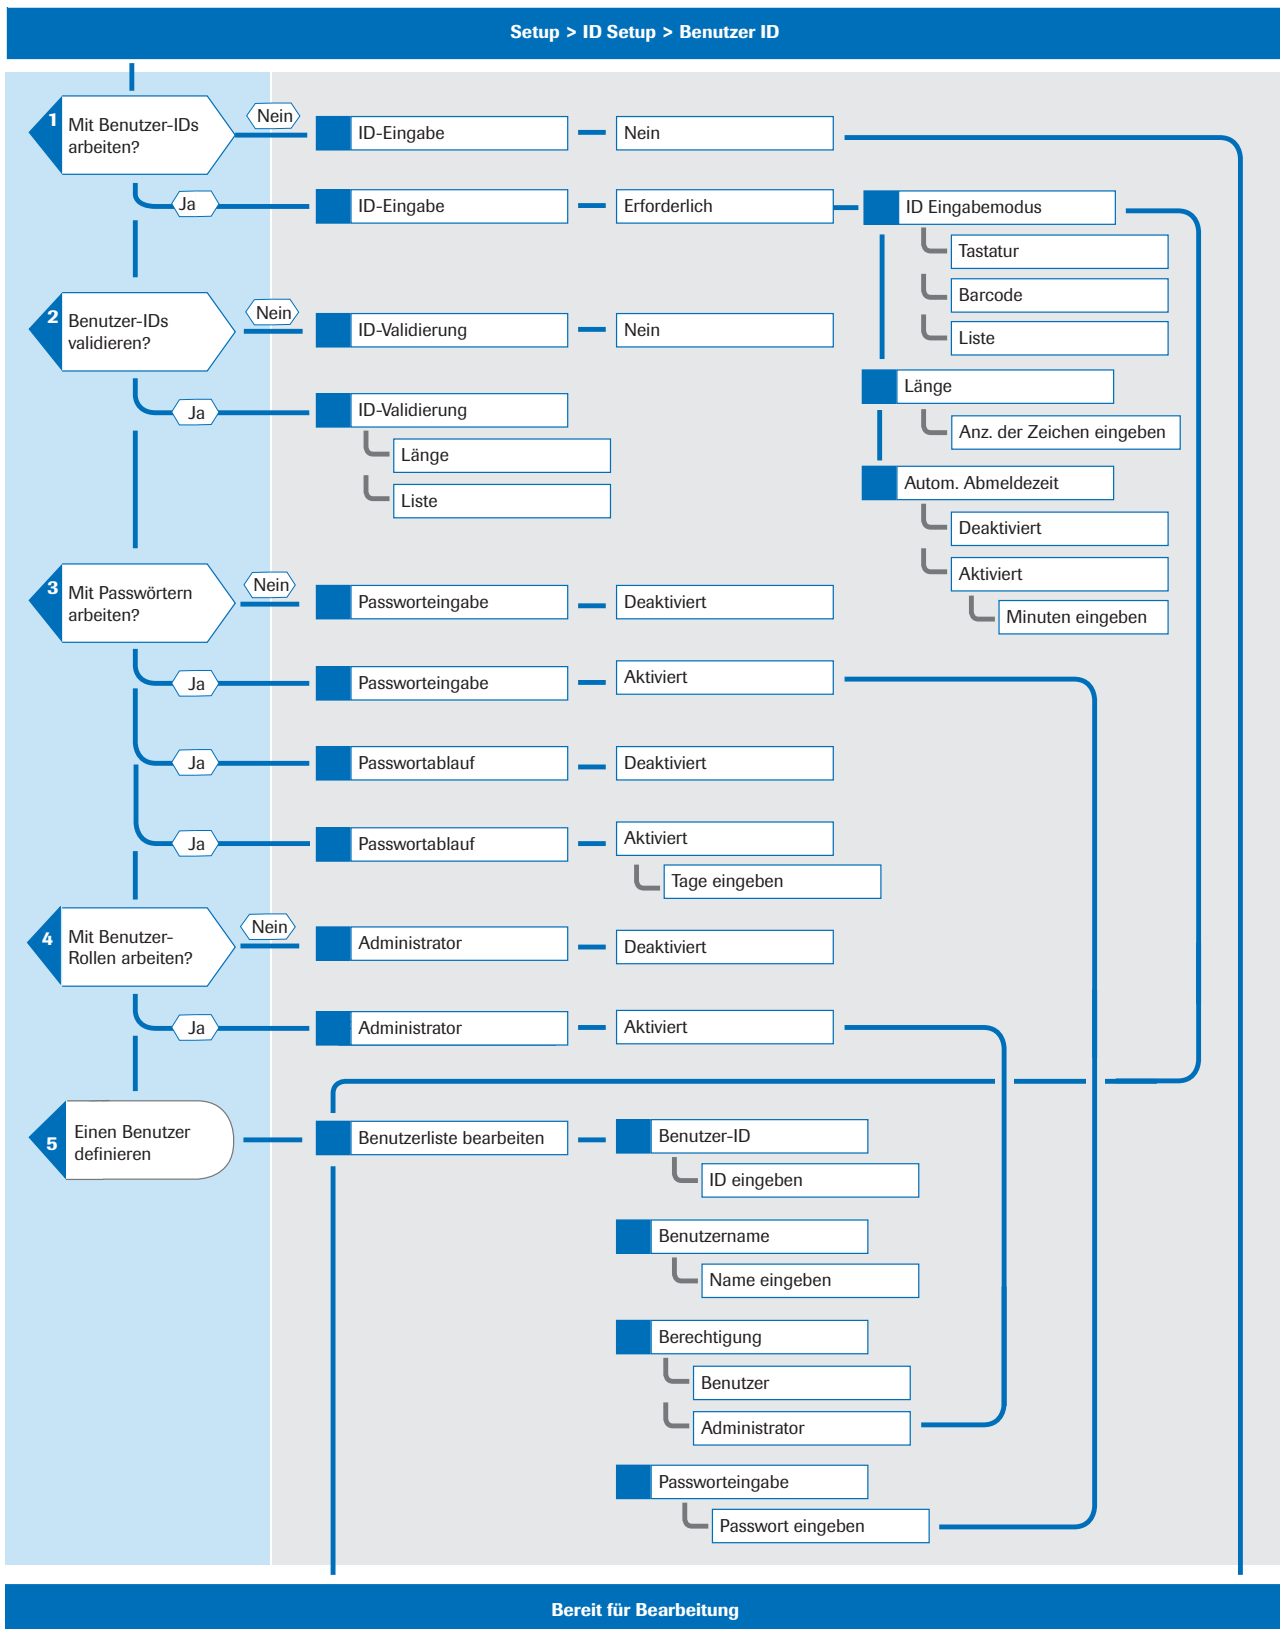 Setup > ID Setup > Benutzer ID
1
Mit Benutzer-IDs
arbeiten?
Nein
ID-Eingabe
Nein
Ja
ID-Eingabe
Erforderlich
ID Eingabemodus
Tastatur
Barcode
Liste
Länge
Anz. der Zeichen eingeben
Autom. Abmeldezeit
Deaktiviert
Aktiviert
Minuten eingeben
2
Benutzer-IDs
validieren?
Nein
ID-Validierung
Nein
Ja
ID-Validierung
Länge
Liste
3
Mit Passwörtern
arbeiten?
Nein
Passworteingabe
Deaktiviert
Ja
Passworteingabe
Aktiviert
Ja
Passwortablauf
Deaktiviert
Ja
Passwortablauf
Aktiviert
Tage eingeben
4
Mit Benutzer-
Rollen arbeiten?
Nein
Administrator
Deaktiviert
Ja
Administrator
Aktiviert
5
Einen Benutzer
definieren
Benutzerliste bearbeiten
Benutzer-ID
ID eingeben
Benutzername
Name eingeben
Berechtigung
Benutzer
Administrator
Passworteingabe
Passwort eingeben
Bereit für Bearbeitung